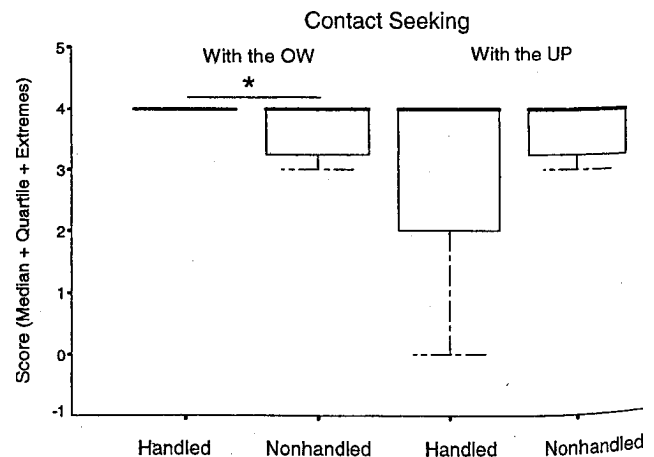 Contact Seeking
With the OW
With the UP
*
Score (Median + Quartile + Extremes)
5
4
3
2
1
0
-1
Handled
Nonhandled
Handled
Nonhandled